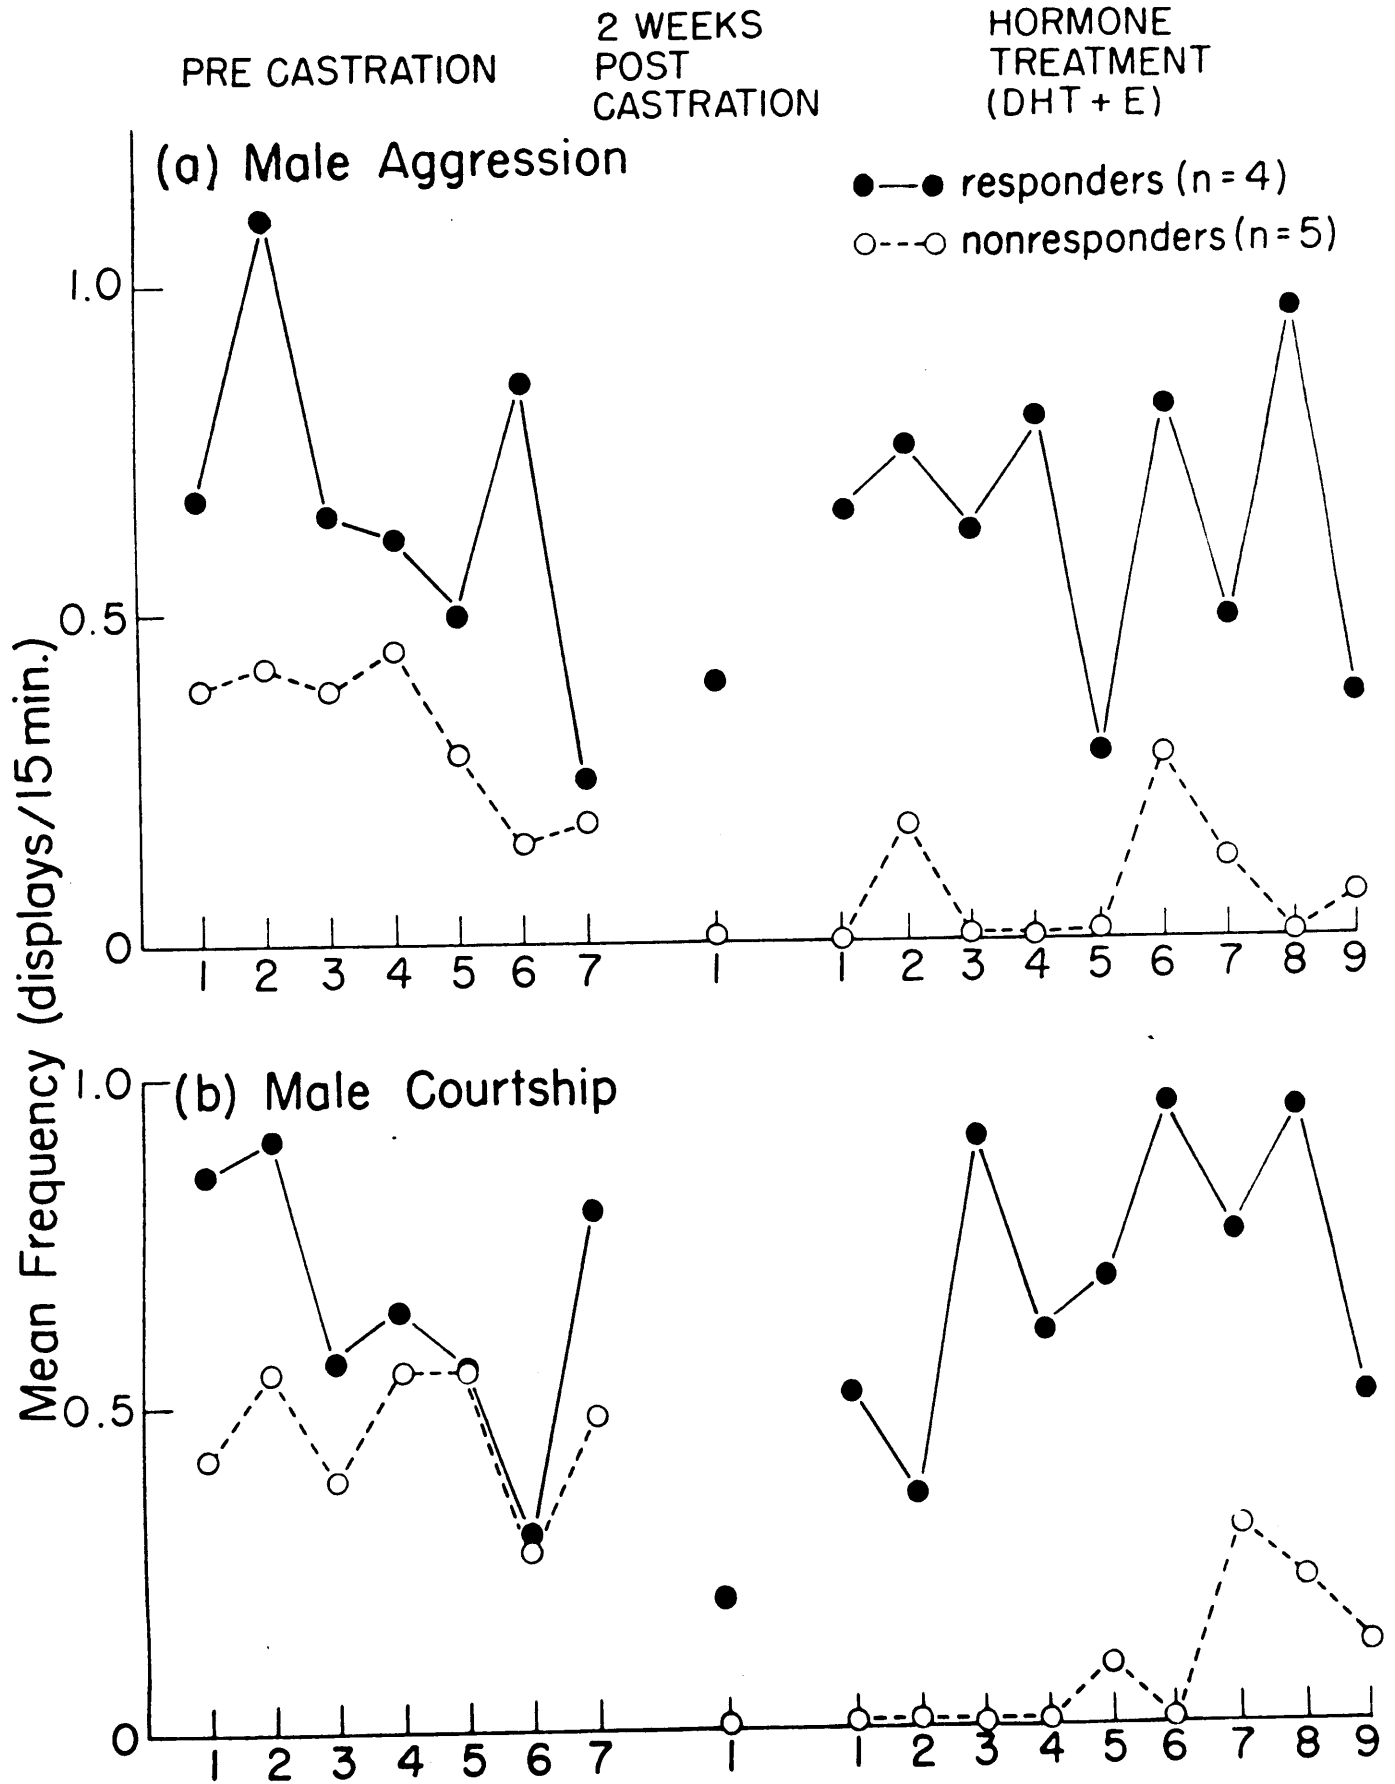 PRE CASTRATION
2 WEEKS
POST
CASTRATION
HORMONE
TREATMENT
(DHT + E)
(a) Male Aggression
responders (n = 4)
nonresponders (n = 5)
1.0
0.5
0
1 2 3 4 5 6 7 1 1 2 3 4 5 6 7 8 9
Mean Frequency (displays/15 min.)
(b) Male Courtship
1.0
0.5
0
1 2 3 4 5 6 7 1 1 2 3 4 5 6 7 8 9